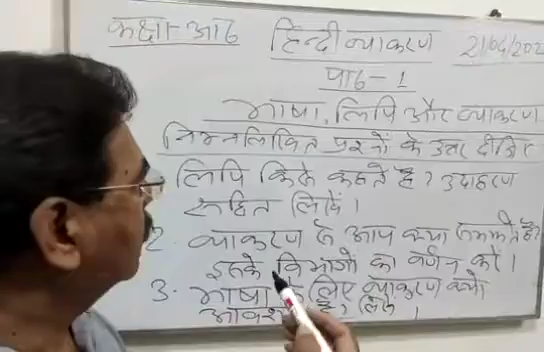 कक्षा-आठ हिन्दी व्याकरण 21/04/202
पाठ-1
भाषा, लिपि और व्याकरण
निम्नलिखित प्रश्नों के उत्तर दीजिए
लिपि किसे कहते है? उदाहरण
सहित लिखें।
2. व्याकरण से आप क्या समझते है?
इसके विभागों का वर्णन करें।
3. भाषा के लिए व्याकरण क्यों
है?